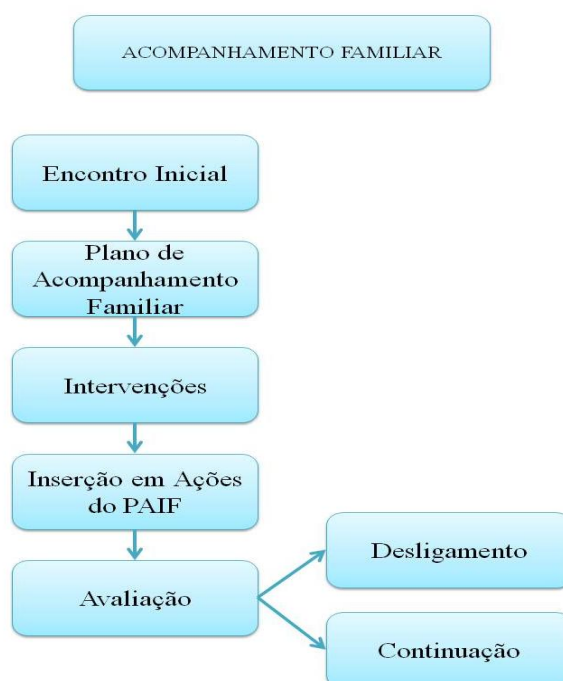 ACOMPANHAMENTO FAMILIAR
Encontro Inicial
Plano de
Acompanhamento
Familiar
Intervenções
Inserção em Ações
do PAIF
Avaliação
Desligamento
Continuação